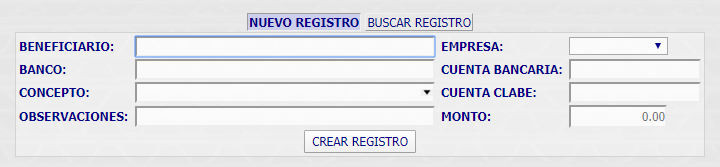 NUEVO REGISTRO BUSCAR REGISTRO
BENEFICIARIO: EMPRESA:
BANCO: CUENTA BANCARIA:
CONCEPTO: CUENTA CLABE:
OBSERVACIONES: MONTO: 0.00
CREAR REGISTRO